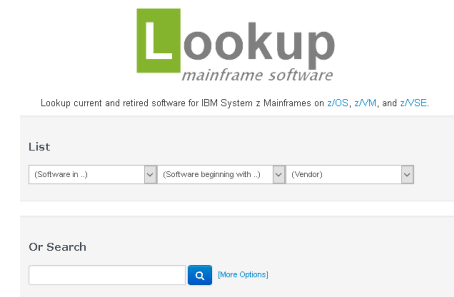 Lookup
mainframe software
Lookup current and retired software for IBM System z Mainframes on z/OS, z/VM, and z/VSE.
List
(Software in ..) (Software beginning with ..) (Vendor)
Or Search
[More Options]